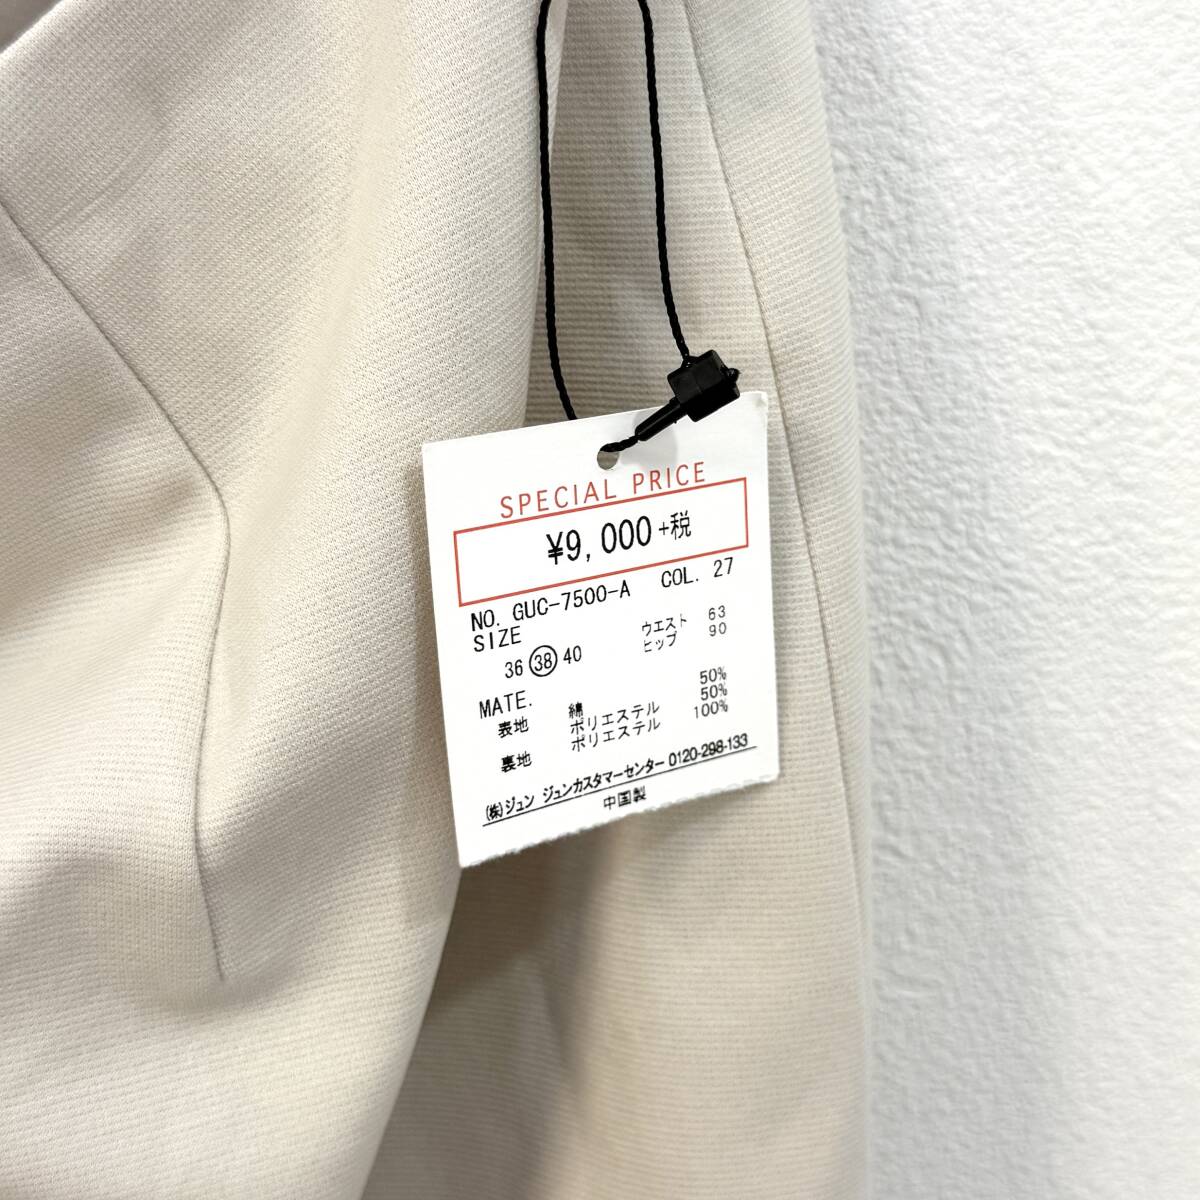 SPECIAL PRICE
¥9,000+税
NO. GUC-7500-A COL. 27
SIZE
36 38 40
ウエスト 63
ヒップ 90
MATE.
表地 綿 50%
ポリエステル 50%
裏地 ポリエステル 100%
(株)ジュン ジュンカスタマーセンター 0120-298-133
中国製